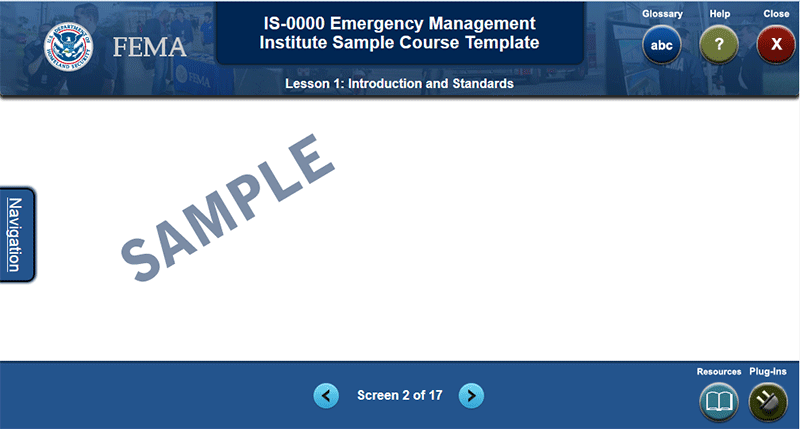 IS-0000 Emergency Management
Institute Sample Course Template
FEMA
Lesson 1: Introduction and Standards
Glossary
Help
Close
abc
?
X
SAMPLE
Navigation
Screen 2 of 17
Resources
Plug-Ins